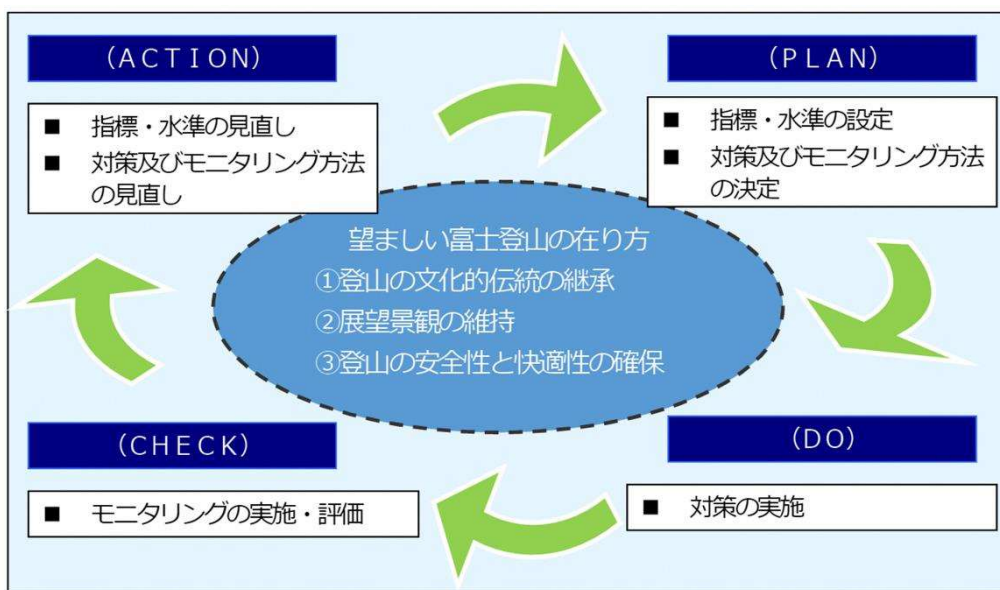 （ＡＣＴＩＯＮ）
■ 指標・水準の見直し
■ 対策及びモニタリング方法
の見直し
（ＰＬＡＮ）
■ 指標・水準の設定
■ 対策及びモニタリング方法
の決定
望ましい富士登山の在り方
①登山の文化的伝統の継承
②展望景観の維持
③登山の安全性と快適性の確保
（ＣＨＥＣＫ）
■ モニタリングの実施・評価
（ＤＯ）
■ 対策の実施